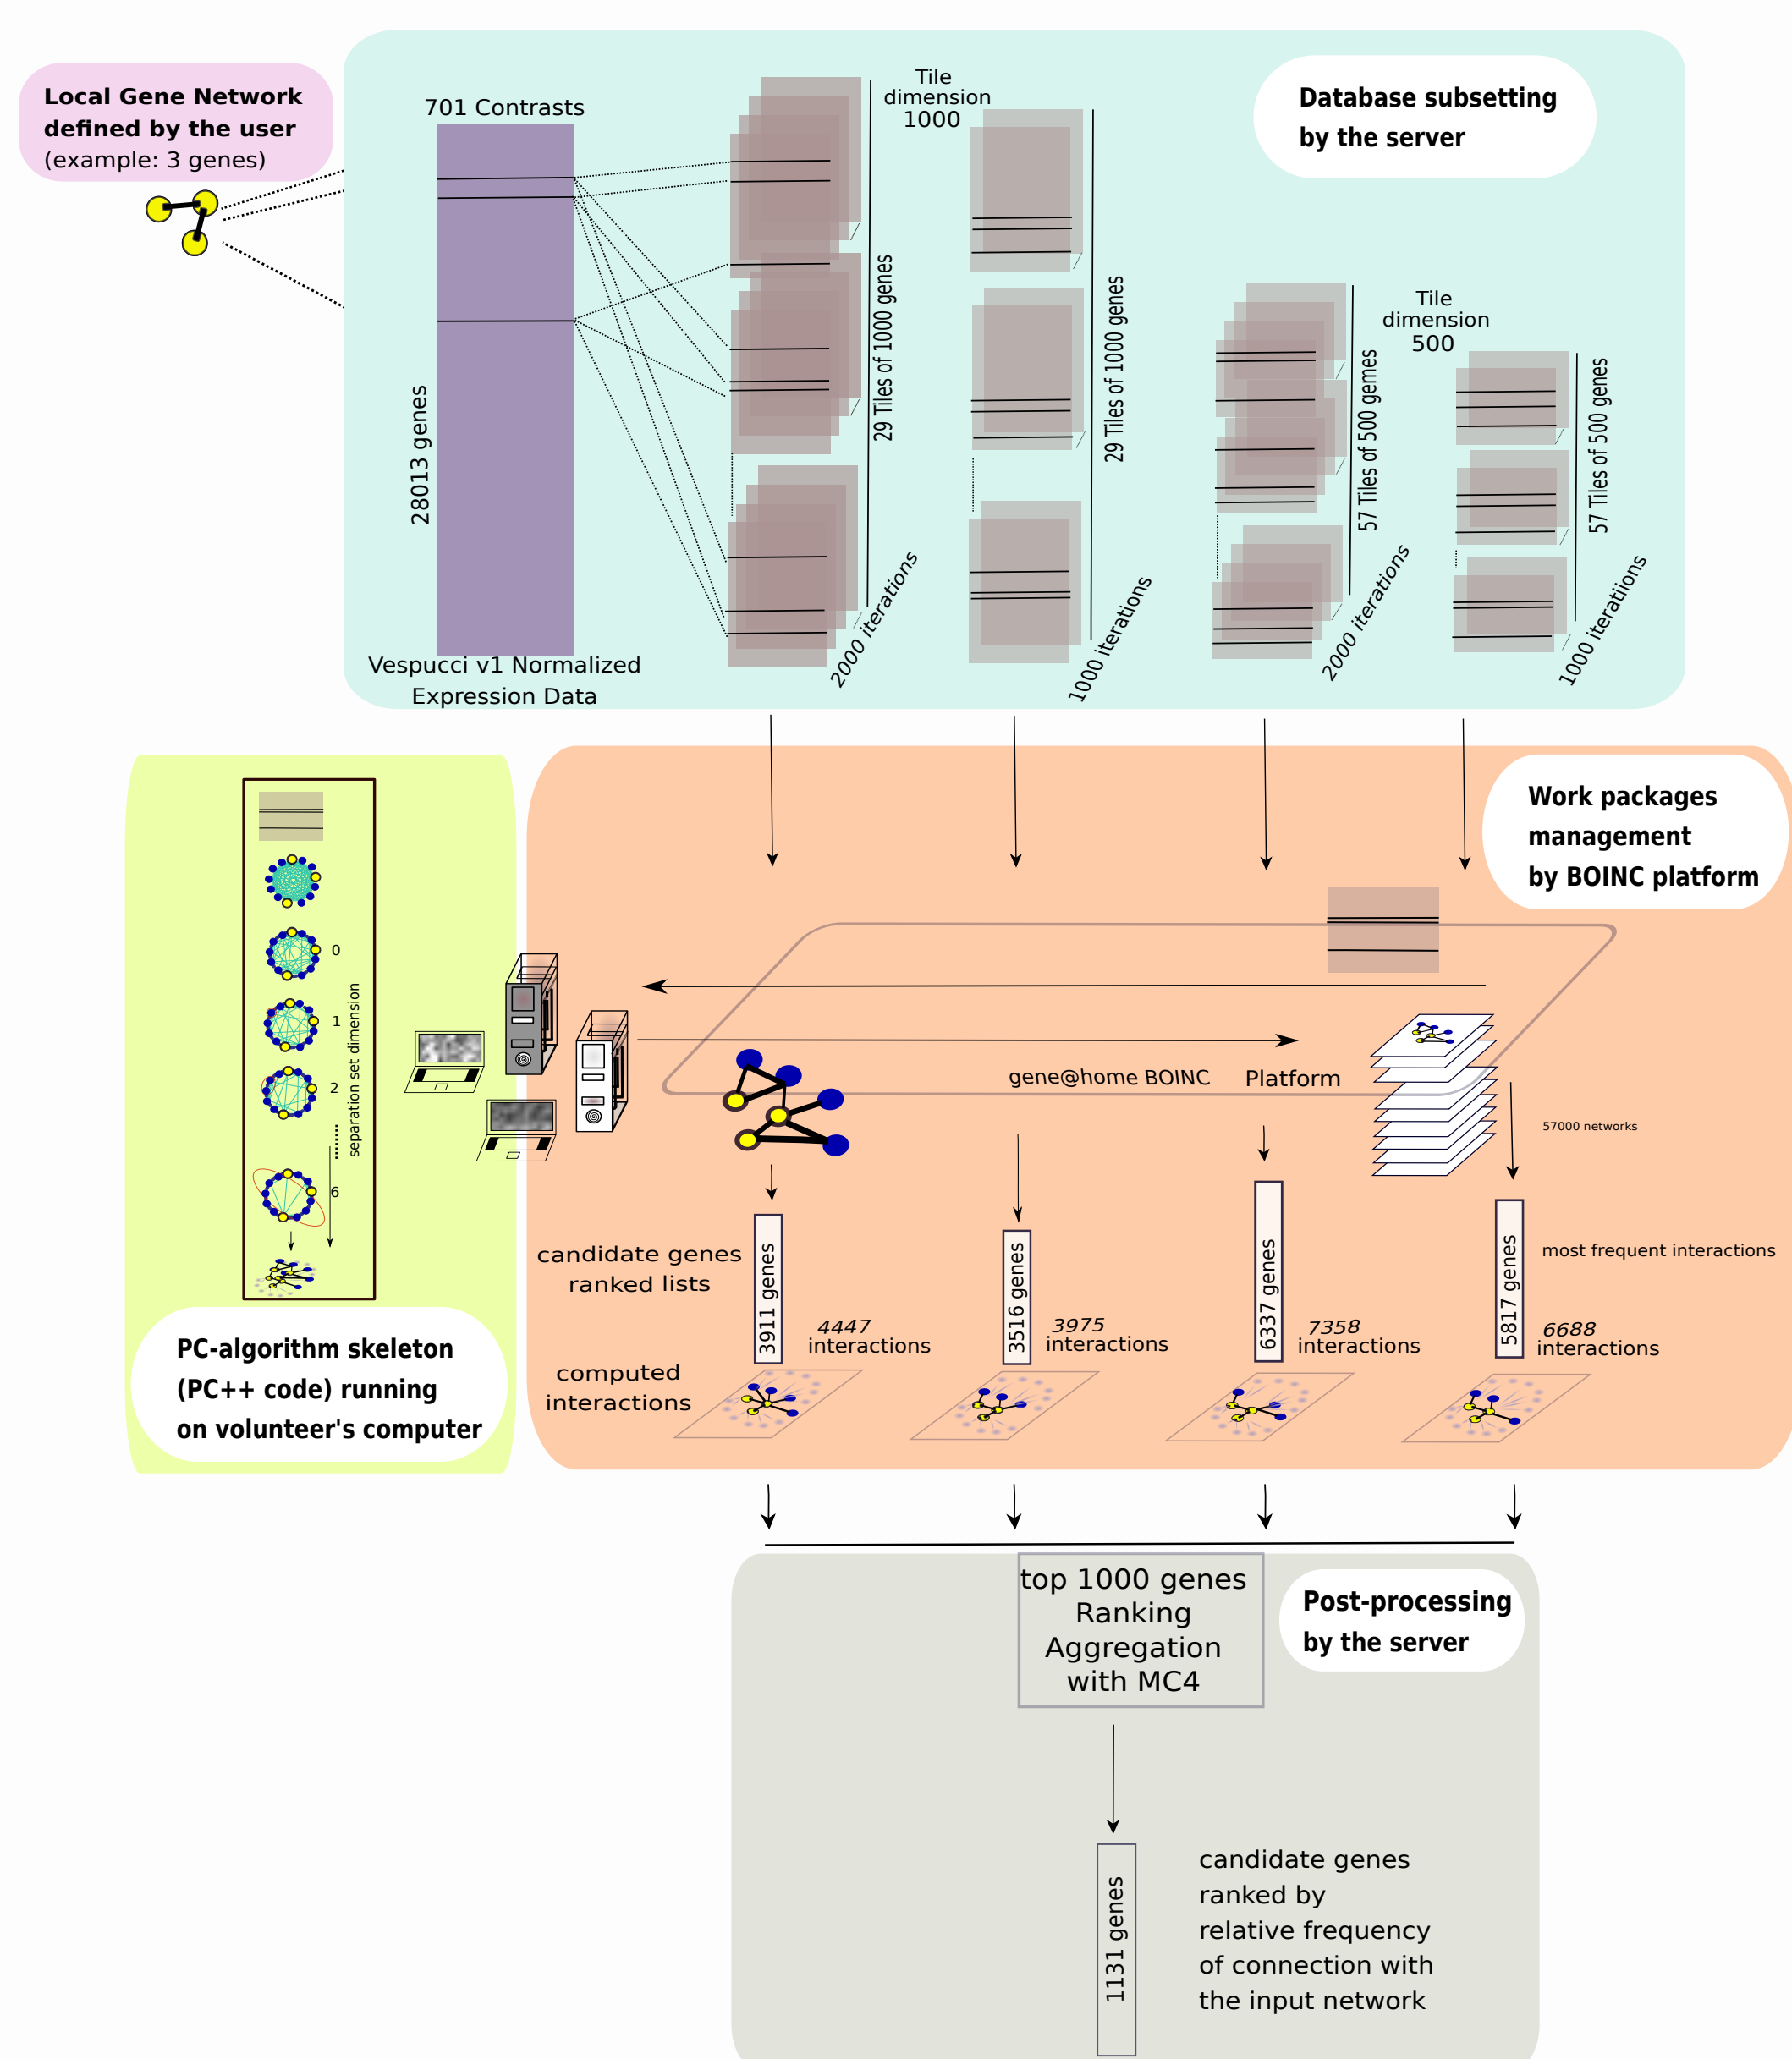 Local Gene Network
defined by the user
(example: 3 genes)
701 Contrasts
28013 genes
Vespucci v1 Normalized
Expression Data
Tile
dimension
1000
29 Tiles of 1000 genes
2000 iterations
29 Tiles of 1000 genes
1000 iterations
Database subsetting
by the server
Tile
dimension
500
57 Tiles of 500 gemes
2000 iterations
57 Tiles of 500 genes
1000 iteratiions
Work packages
management
by BOINC platform
0
1
2
6
separation set dimension
PC-algorithm skeleton
(PC++ code) running
on volunteer's computer
gene@home BOINC Platform
57000 networks
candidate genes
ranked lists
3911 genes
3516 genes
6337 genes
5817 genes
most frequent interactions
4447
interactions
3975
interactions
7358
interactions
6688
interactions
computed
interactions
top 1000 genes
Ranking
Aggregation
with MC4
Post-processing
by the server
1131 genes
candidate genes
ranked by
relative frequency
of connection with
the input network